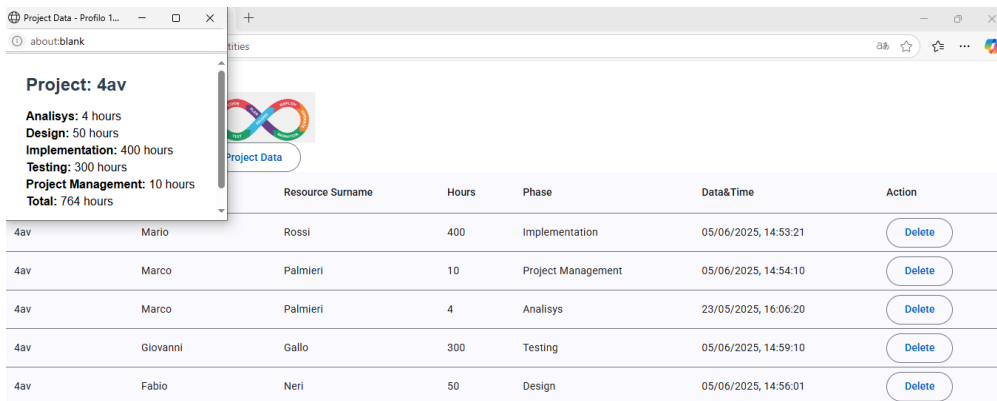 Project Data - Profilo 1...
about:blank
Project: 4av
Analisys: 4 hours
Design: 50 hours
Implementation: 400 hours
Testing: 300 hours
Project Management: 10 hours
Total: 764 hours
tities
Project Data
Resource Surname Hours Phase Data&Time Action
4av Mario Rossi 400 Implementation 05/06/2025, 14:53:21 Delete
4av Marco Palmieri 10 Project Management 05/06/2025, 14:54:10 Delete
4av Marco Palmieri 4 Analisys 23/05/2025, 16:06:20 Delete
4av Giovanni Gallo 300 Testing 05/06/2025, 14:59:10 Delete
4av Fabio Neri 50 Design 05/06/2025, 14:56:01 Delete